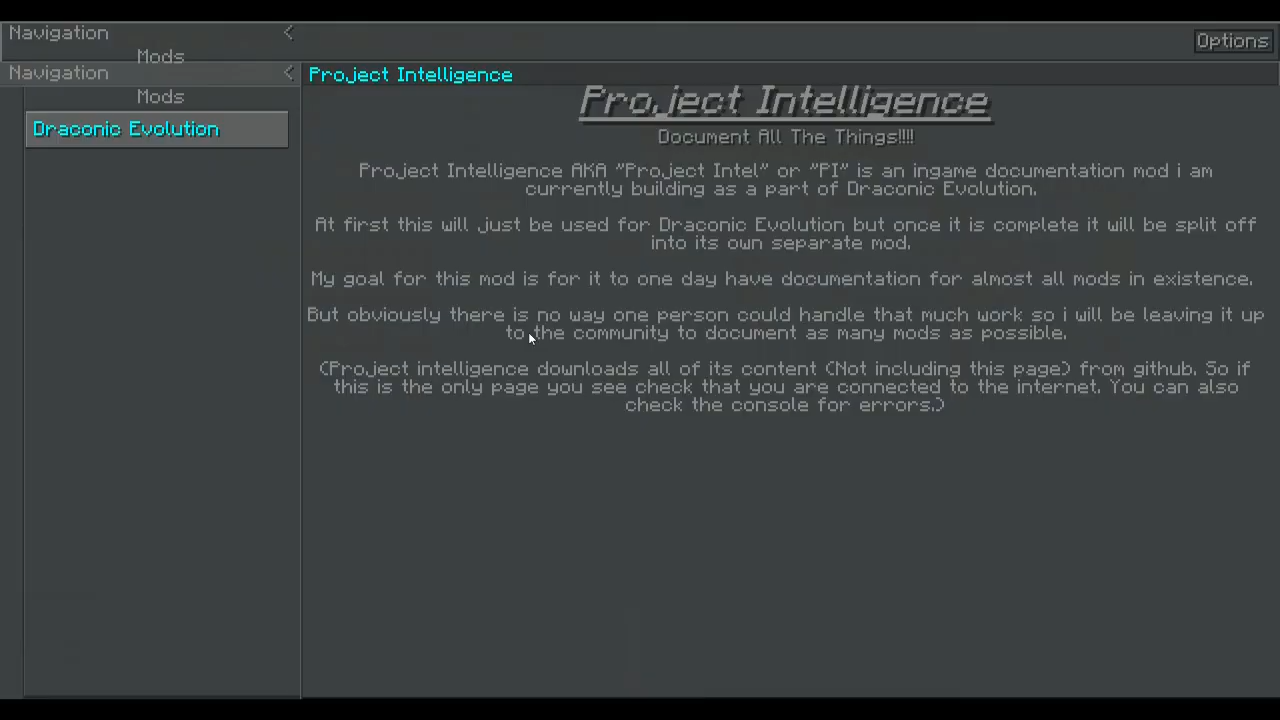 Navigation <
Options
Mods
Navigation <
Project Intelligence
Mods
Project Intelligence
Draconic Evolution
Document All The Things!!!!
Project Intelligence AKA "Project Intel" or "PI" is an ingame documentation mod i am
currently building as a part of Draconic Evolution.
At first this will just be used for Draconic Evolution but once it is complete it will be split off
into its own separate mod.
My goal for this mod is for it to one day have documentation for almost all mods in existence.
But obviously there is no way one person could handle that much work so i will be leaving it up
to the community to document as many mods as possible.
(Project intelligence downloads all of its content (Not including this page) from github. So if
this is the only page you see check that you are connected to the internet. You can also
check the console for errors.)